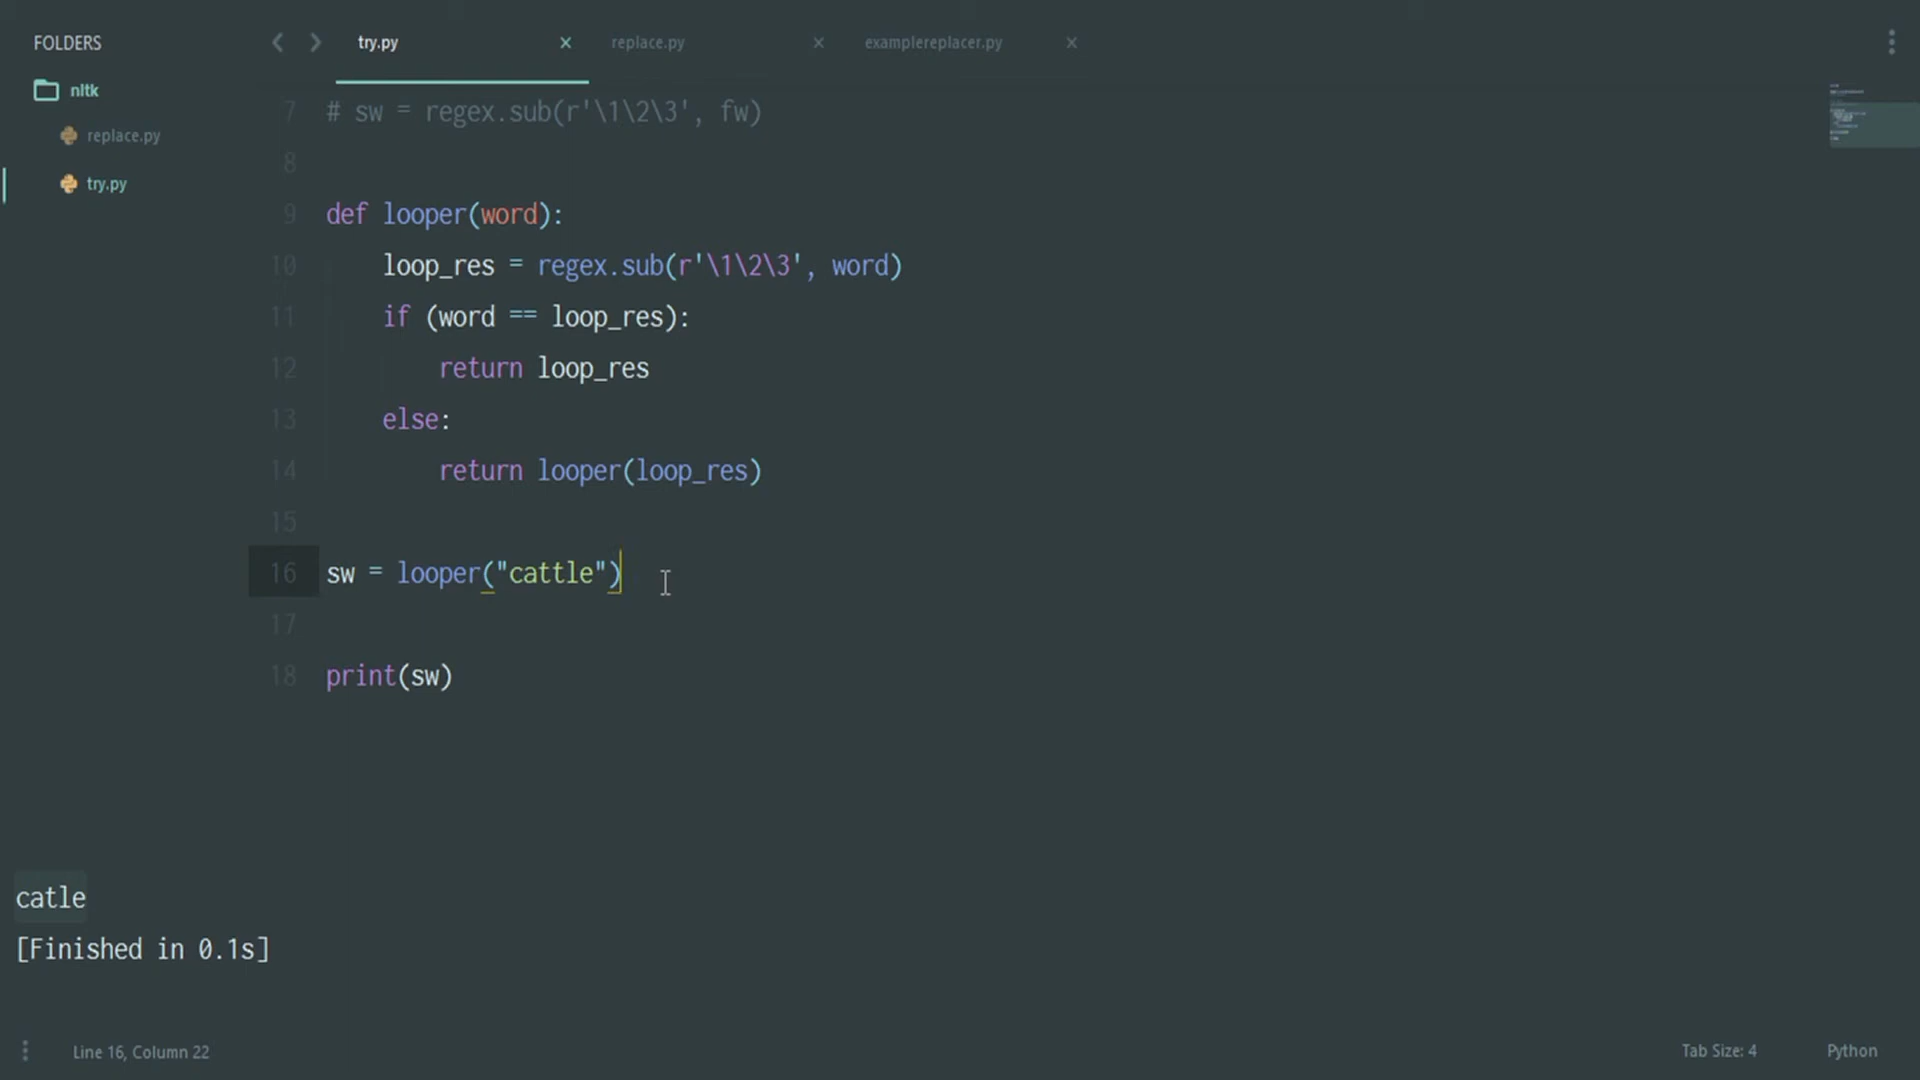 FOLDERS
nltk
replace.py
try.py
try.py
replace.py
examplereplacer.py
7 # sw = regex.sub(r'\1\2\3', fw)
8
9 def looper(word):
10     loop_res = regex.sub(r'\1\2\3', word)
11     if (word == loop_res):
12         return loop_res
13     else:
14         return looper(loop_res)
15
16 sw = looper("cattle")
17
18 print(sw)
catle
[Finished in 0.1s]
Line 16, Column 22
Tab Size: 4
Python